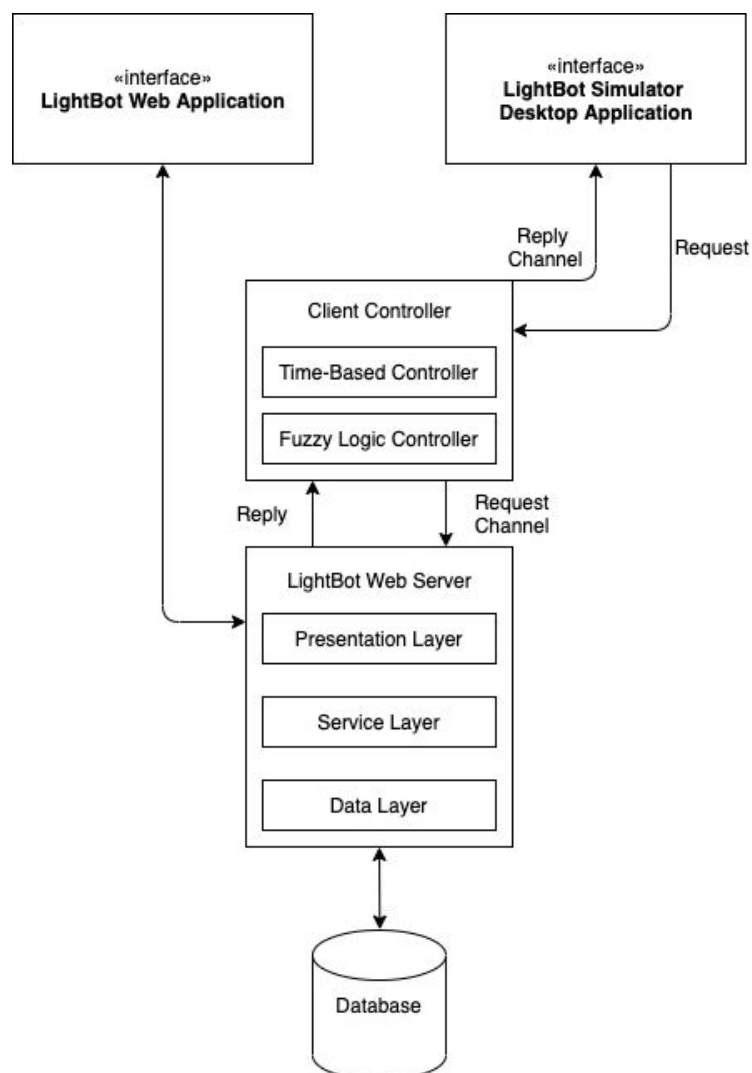 «interface»
LightBot Web Application
«interface»
LightBot Simulator
Desktop Application
Reply
Channel
Request
Client Controller
Time-Based Controller
Fuzzy Logic Controller
Reply
Request
Channel
LightBot Web Server
Presentation Layer
Service Layer
Data Layer
Database